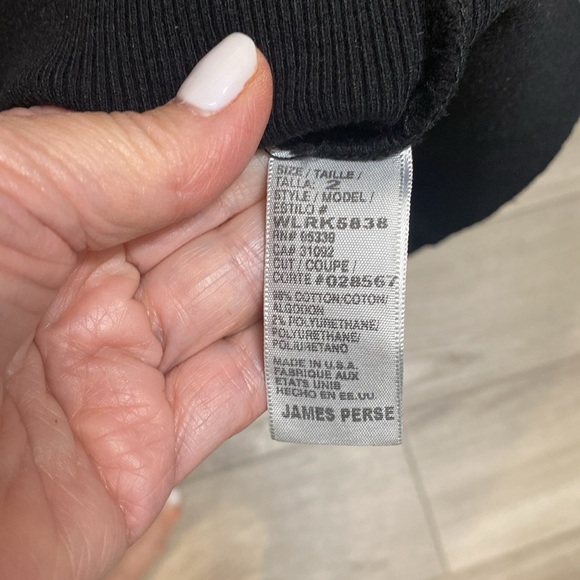 SIZE / TAILLE /
TALLA: 2
STYLE / MODEL /
ESTILO #
WLRK5838
RN# 95339
CA# 31092
CUT / COUPE /
CORTE #028567
98% COTTON/COTON/
ALGODON
2% POLYURETHANE/
POLYURETHANE/
POLIURETANO
MADE IN U.S.A.
FABRIQUE AUX
ETATS UNIS
HECHO EN EE.UU.
JAMES PERSE